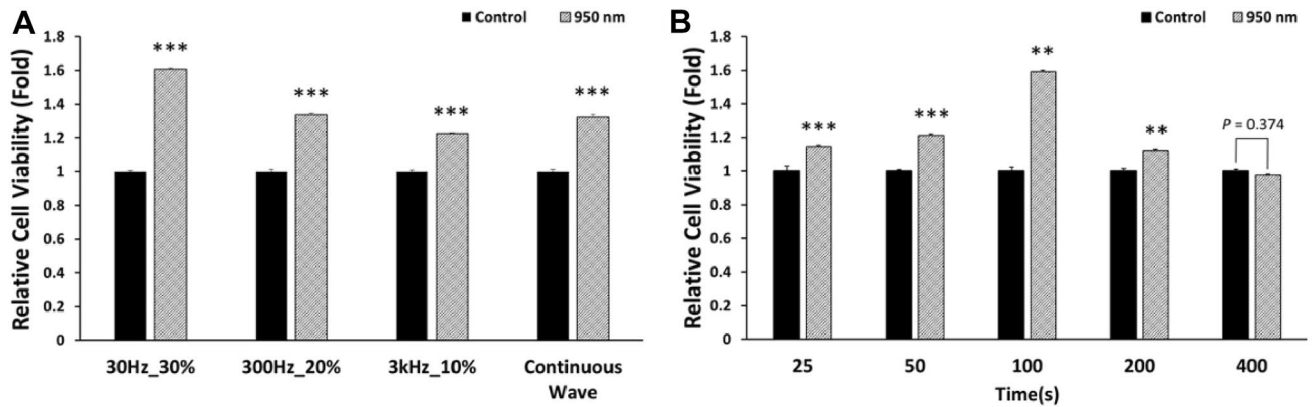 A
Control 950 nm
Relative Cell Viability (Fold)
1.8
1.6
1.4
1.2
1
0.8
0.6
0.4
0.2
0
***
***
***
***
30Hz_30% 300Hz_20% 3kHz_10% Continuous
Wave
B
Control 950 nm
Relative Cell Viability (Fold)
1.8
1.6
1.4
1.2
1
0.8
0.6
0.4
0.2
0
***
***
**
**
P = 0.374
25 50 100 200 400
Time(s)